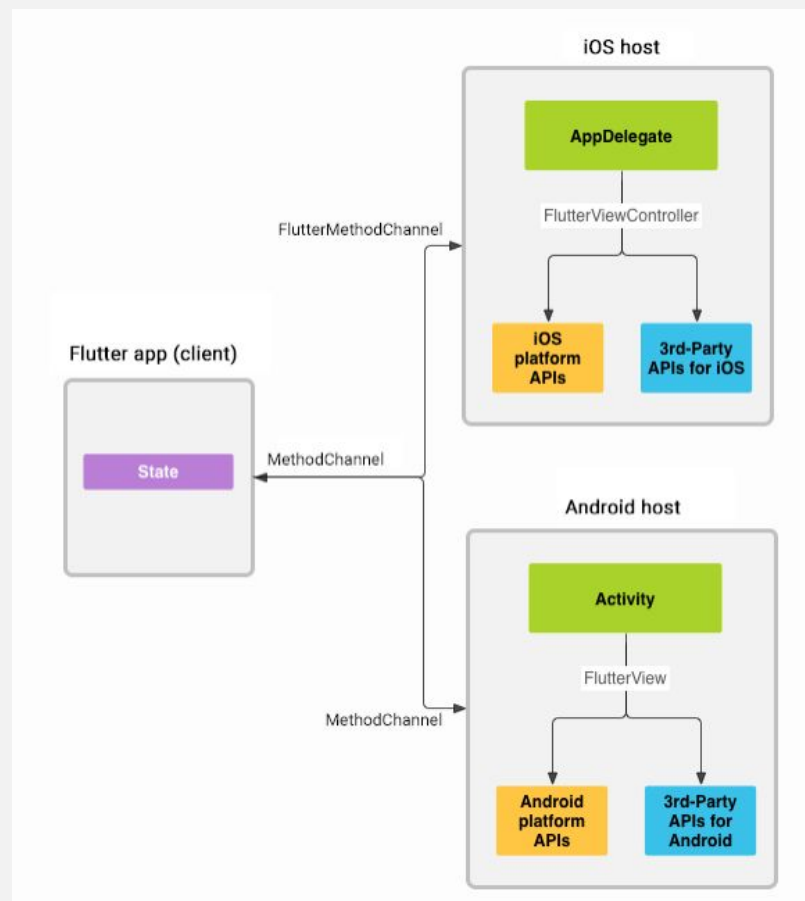 iOS host
AppDelegate
FlutterViewController
FlutterMethodChannel
iOS
platform
APIs
3rd-Party
APIs for iOS
Flutter app (client)
State
MethodChannel
Android host
Activity
FlutterView
MethodChannel
Android
platform
APIs
3rd-Party
APIs for
Android